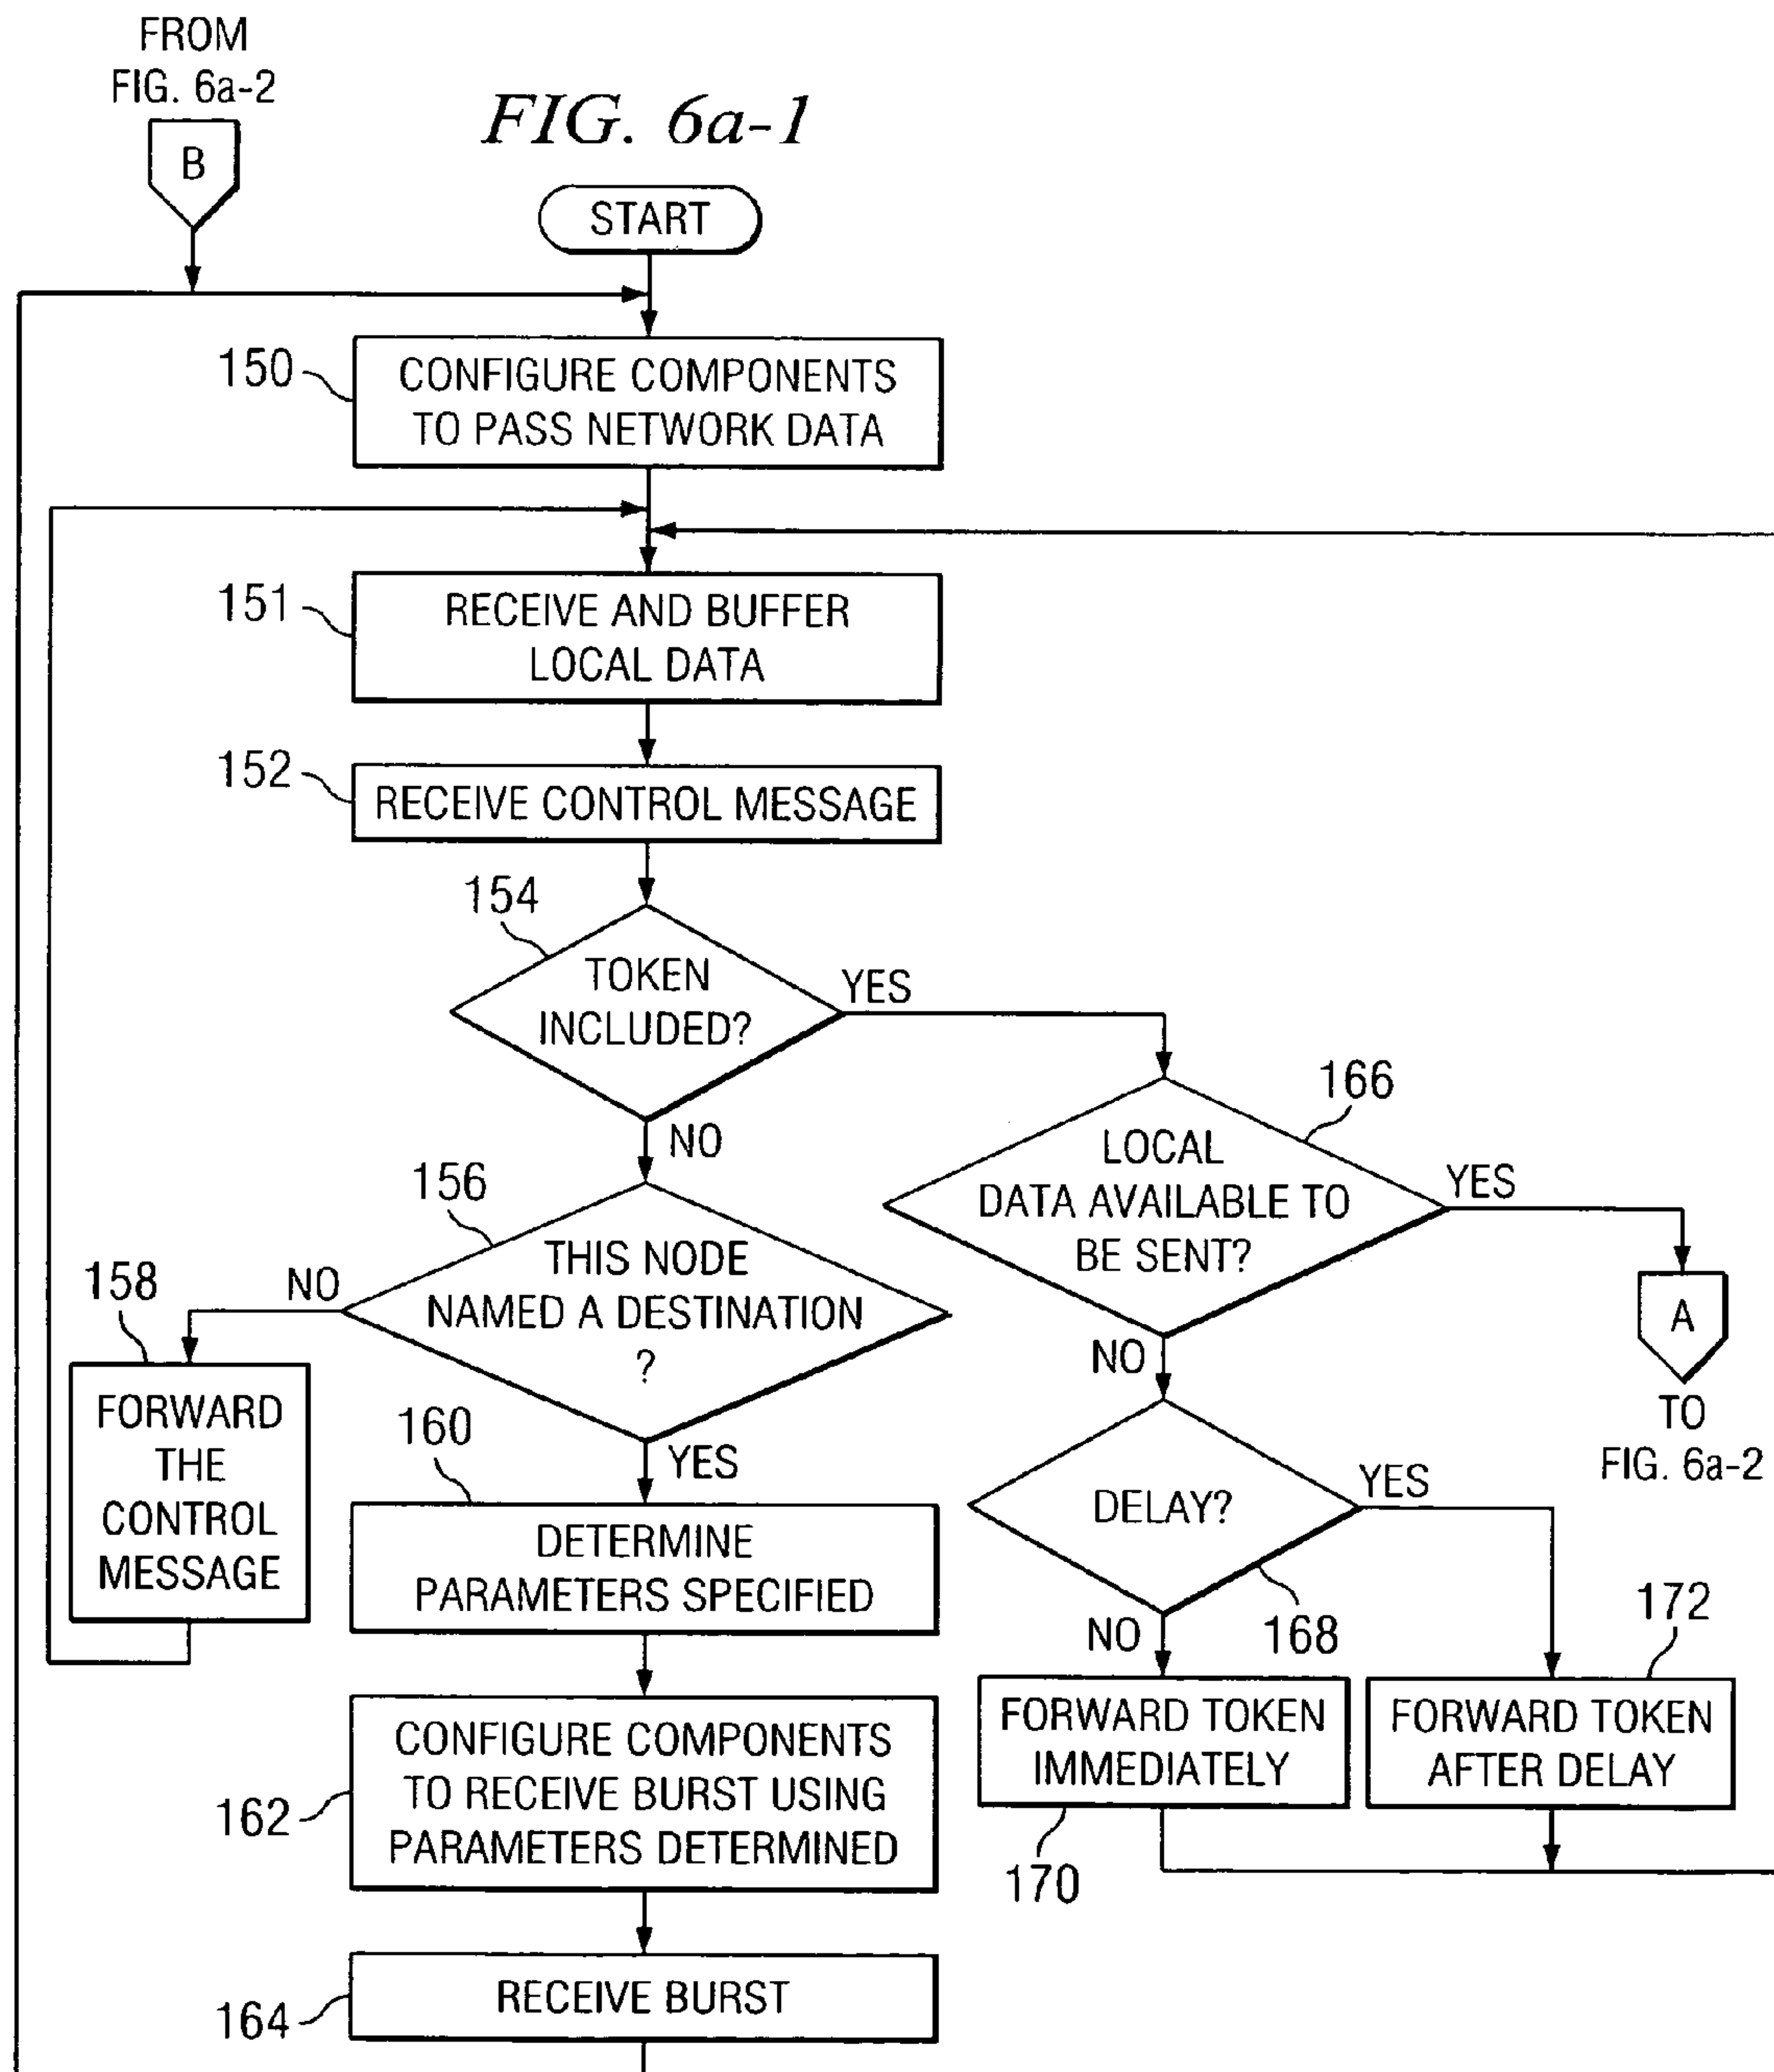 FROM
FIG. 6a-2
B
FIG. 6a-1
START
150
CONFIGURE COMPONENTS
TO PASS NETWORK DATA
151
RECEIVE AND BUFFER
LOCAL DATA
152
RECEIVE CONTROL MESSAGE
154
TOKEN
INCLUDED?
YES
NO
166
LOCAL
DATA AVAILABLE TO
BE SENT?
YES
A
TO
FIG. 6a-2
NO
156
THIS NODE
NAMED A DESTINATION
?
NO
158
FORWARD
THE
CONTROL
MESSAGE
YES
160
DETERMINE
PARAMETERS SPECIFIED
DELAY?
YES
168
NO
172
FORWARD TOKEN
IMMEDIATELY
170
FORWARD TOKEN
AFTER DELAY
162
CONFIGURE COMPONENTS
TO RECEIVE BURST USING
PARAMETERS DETERMINED
164
RECEIVE BURST